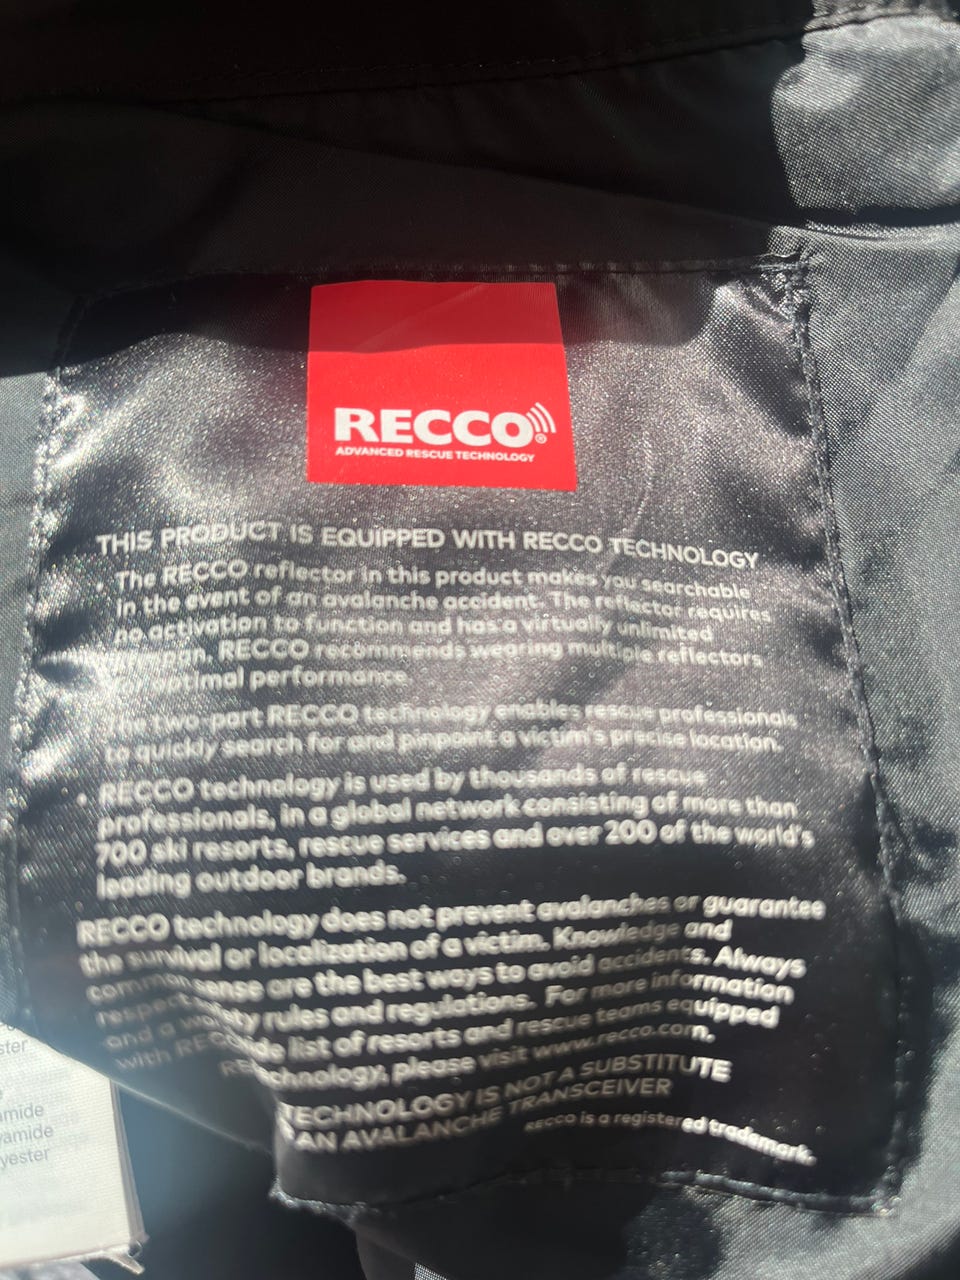 RECCO®
ADVANCED RESCUE TECHNOLOGY
THIS PRODUCT IS EQUIPPED WITH RECCO TECHNOLOGY
The RECCO reflector in this product makes you searchable
in the event of an avalanche accident. The reflector requires
no activation to function and has a virtually unlimited
RECCO recommends wearing multiple reflectors
optimal performance.
The two-part RECCO technology enables rescue professionals
to quickly search for and pinpoint a victim's precise location.
RECCO technology is used by thousands of rescue
professionals, in a global network consisting of more than
700 ski resorts, rescue services and over 200 of the world's
leading outdoor brands.
RECCO technology does not prevent avalanches or guarantee
the survival or localization of a victim. Knowledge and
common sense are the best ways to avoid accidents. Always
respect rules and regulations. For more information
and a list of resorts and rescue teams equipped
with technology, please visit www.recco.com.
TECHNOLOGY IS NOT A SUBSTITUTE
AN AVALANCHE TRANSCEIVER
RECCO is a registered trademark.